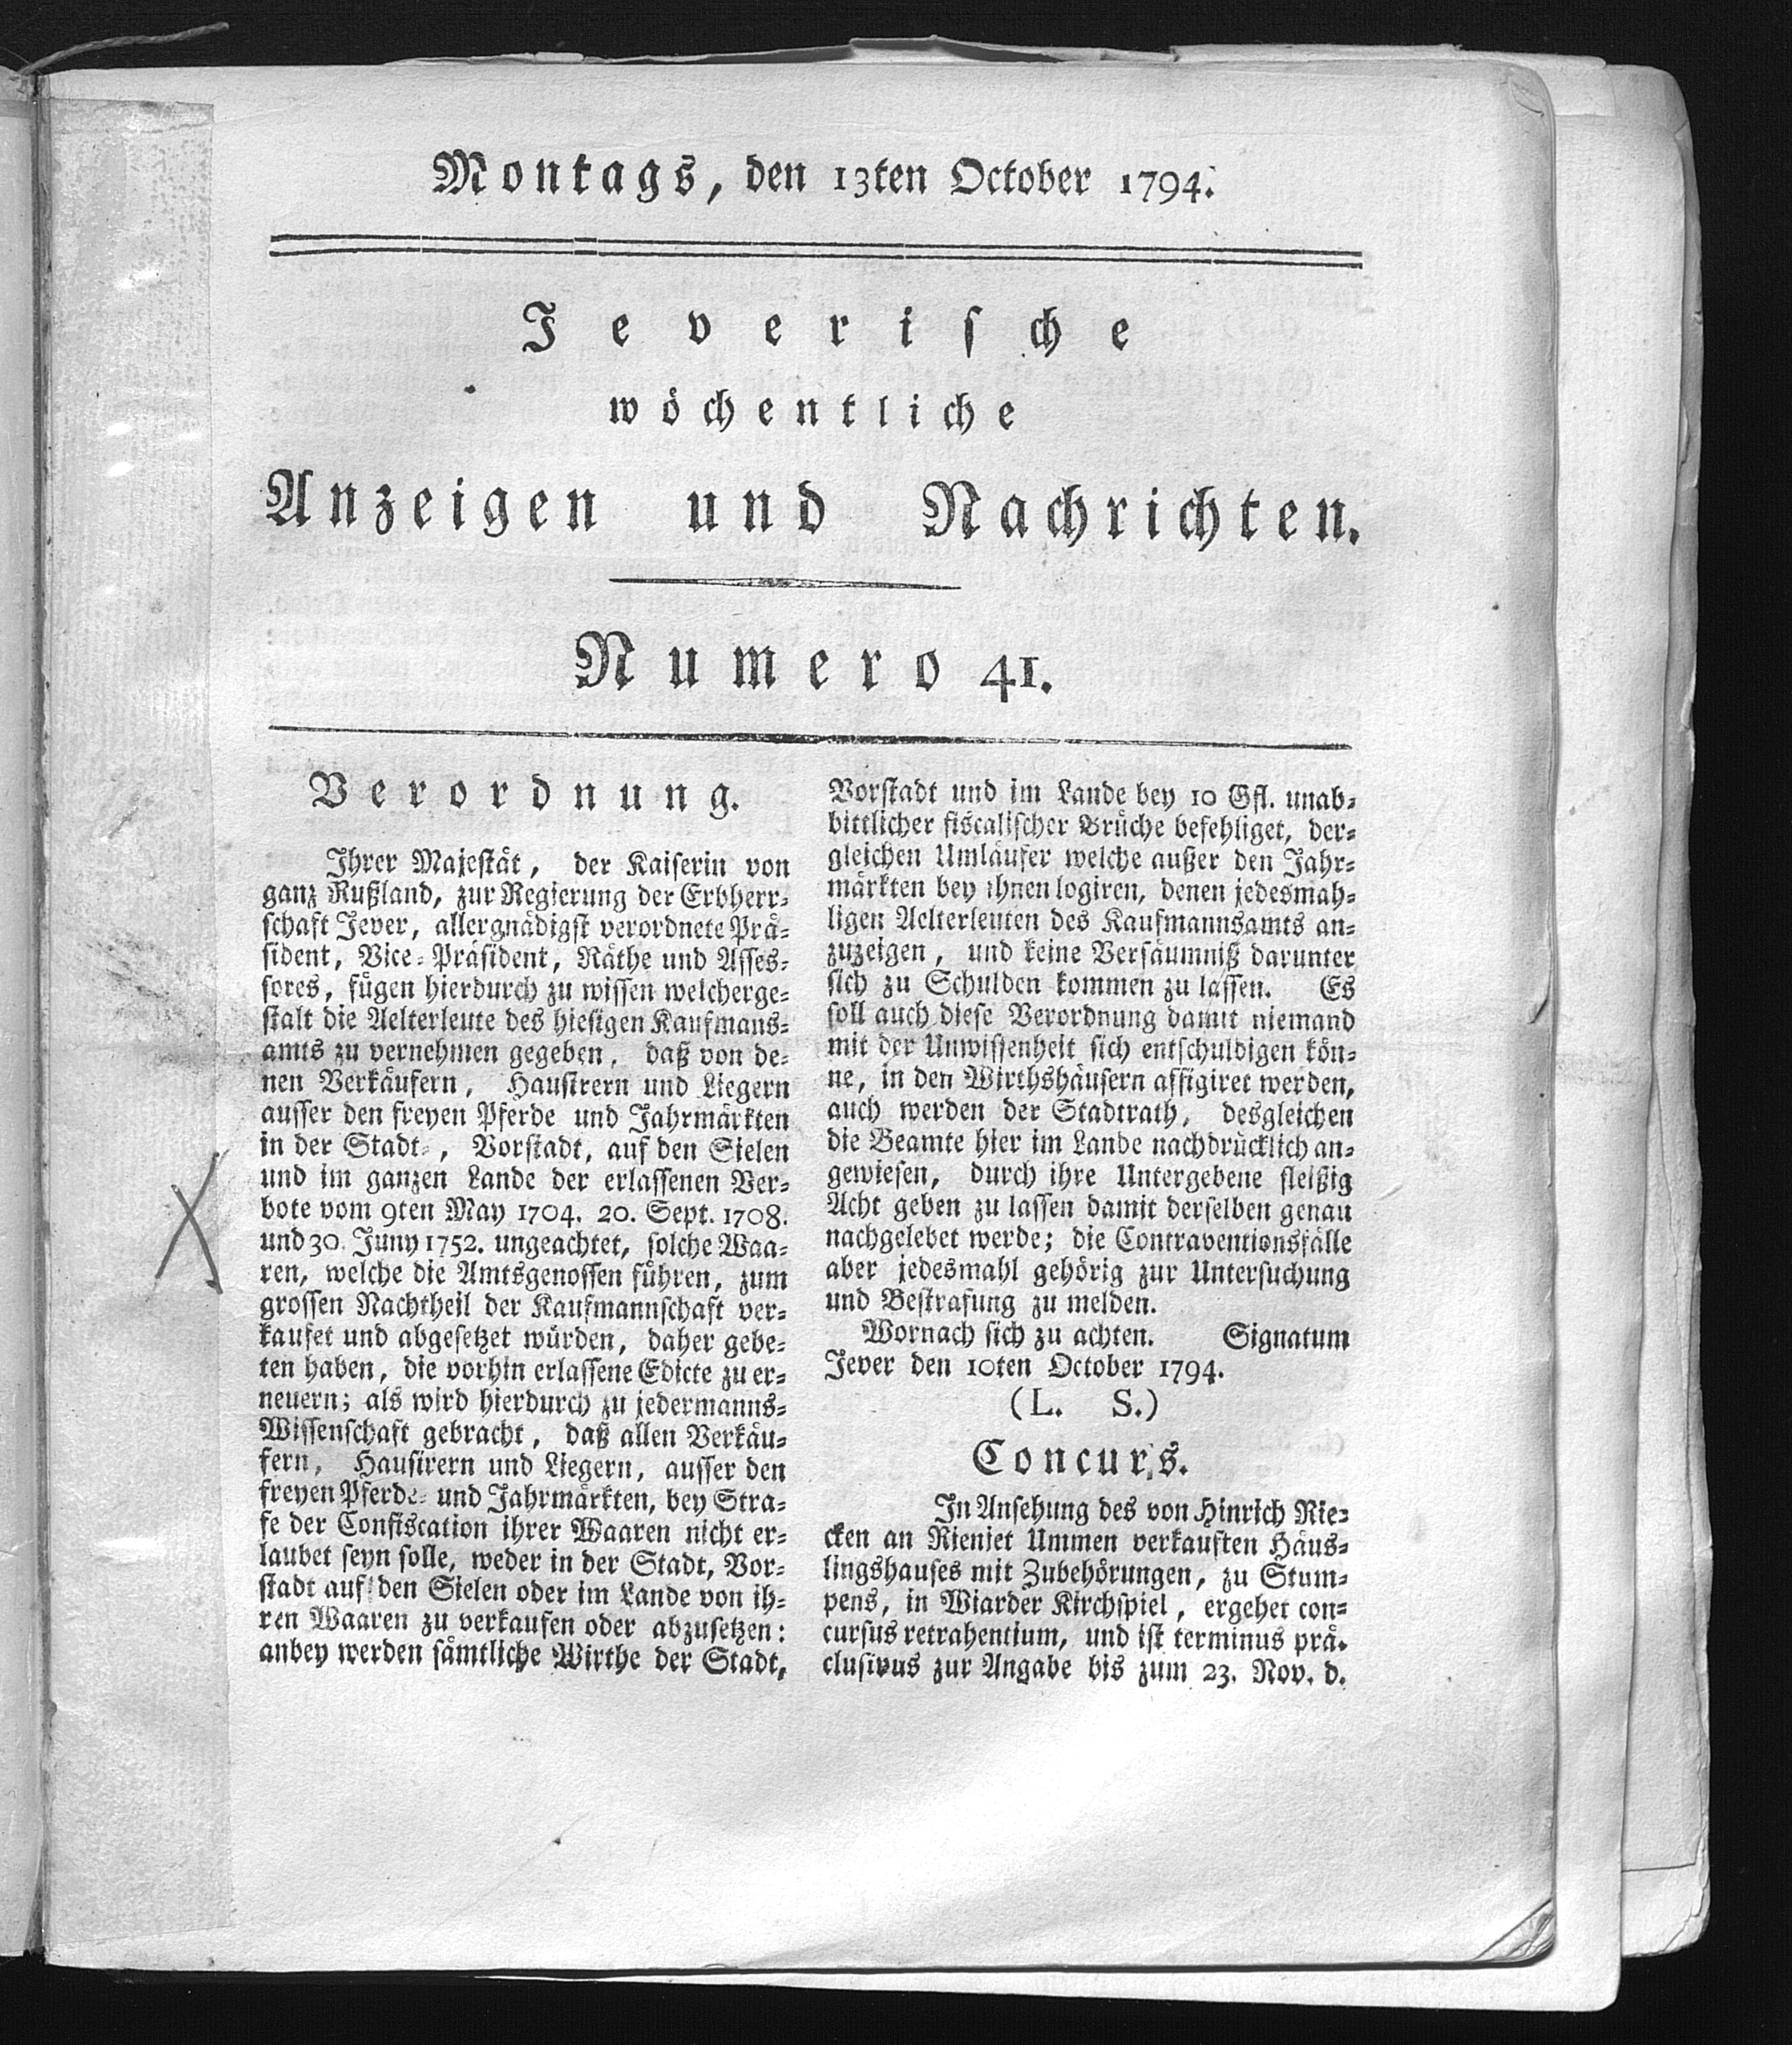 Montags, den 13ten October 1794.
Jeverische
wöchentliche
Anzeigen und Nachrichten.
Numero 41.
Verordnung.
Ihrer Majestät, der Kaiserin von
ganz Rußland, zur Regierung der Erbherr-
schaft Jever, allergnädigst verordnete Prä-
sident, Vice-Präsident, Räthe und Asses-
sores, fügen hierdurch zu wissen welcherge-
stalt die Aelterleute des hiesigen Kaufmans-
amts zu vernehmen gegeben, daß von de-
nen Verkäufern, Hausirern und Liegern
ausser den freyen Pferde und Jahrmärkten
in der Stadt-, Vorstadt, auf den Sielen
und im ganzen Lande der erlassenen Ver-
bote vom 9ten May 1704. 20. Sept. 1708.
und 30. Juny 1752. ungeachtet, solche Waa-
ren, welche die Amtsgenossen führen, zum
grossen Nachtheil der Kaufmannschaft ver-
kaufet und abgesetzet würden, daher gebe-
ten haben, die vorhin erlassene Edicte zu er-
neuern; als wird hierdurch zu jedermanns-
Wissenschaft gebracht, daß allen Verkäu-
fern, Hausirern und Liegern, ausser den
freyen Pferde- und Jahrmärkten, bey Stra-
fe der Confiscation ihrer Waaren nicht er-
laubet seyn solle, weder in der Stadt, Vor-
stadt auf den Sielen oder im Lande von ih-
ren Waaren zu verkaufen oder abzusetzen:
anbey werden sämtliche Wirthe der Stadt,
Vorstadt und im Lande bey 10 Gfl. unab-
bittlicher fiscalischer Brüche befehliget, der-
gleichen Umläufer welche außer den Jahr-
märkten bey ihnen logiren, denen jedesmah-
ligen Aelterleuten des Kaufmannsamts an-
zuzeigen, und keine Versäumniß darunter
sich zu Schulden kommen zu lassen. Es
soll auch diese Verordnung damit niemand
mit der Unwissenheit sich entschuldigen kön-
ne, in den Wirthshäusern affigiret werden,
auch werden der Stadtrath, desgleichen
die Beamte hier im Lande nachdrücklich an-
gewiesen, durch ihre Untergebene fleißig
Acht geben zu lassen damit derselben genau
nachgelebet werde; die Contraventionsfälle
aber jedesmahl gehörig zur Untersuchung
und Bestrafung zu melden.
Wornach sich zu achten. Signatum
Jever den 10ten October 1794.
(L. S.)
Concurs.
In Ansehung des von Hinrich Rie-
cken an Rienjet Ummen verkauften Häus-
lingshauses mit Zubehörungen, zu Stum-
pens, in Wiarder Kirchspiel, ergehet con-
cursus retrahentium, und ist terminus prä-
clusivus zur Angabe bis zum 23. Nov. d.